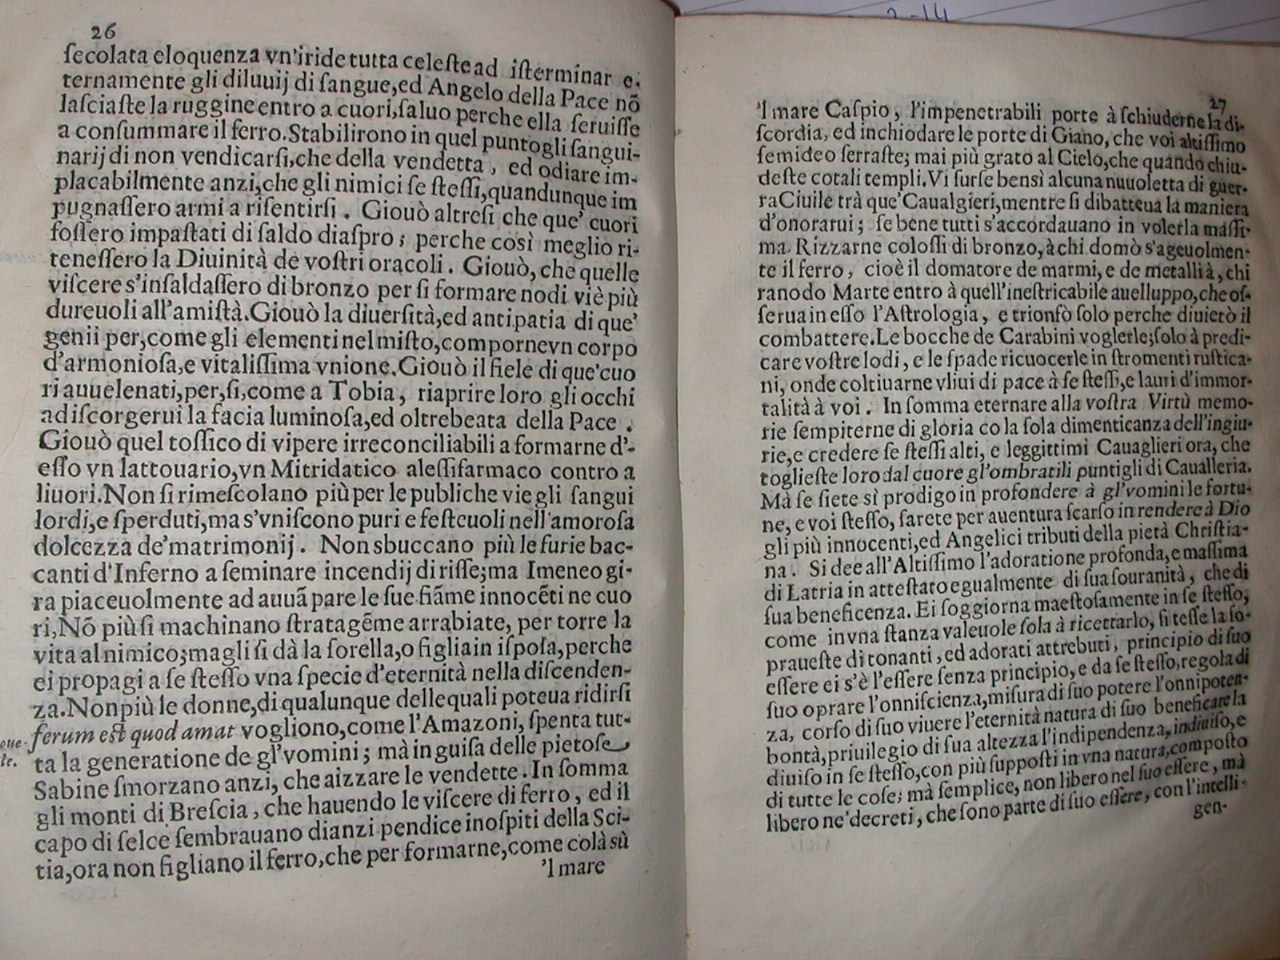 26
ſecolata eloquenza vn'iride tutta celeſte ad iſterminar e-
ternamente gli diluuij di ſangue,ed Angelo della Pace nõ
laſciaſte la ruggine entro a cuori,ſaluo perche ella ſeruiſſe
a conſummare il ferro.Stabilirono in quel punto gli ſangui-
narij di non vendicarſi,che della vendetta, ed odiare im-
placabilmente anzi,che gli nimici ſe ſteſſi,quandunque im
pugnaſſero armi a riſentirſi. Giouò altreſi che que' cuori
foſſero impaſtati di ſaldo diaſpro; perche così meglio ri-
teneſſero la Diuinità de voſtri oracoli. Giouò, che quelle
viſcere s'inſaldaſſero di bronzo per ſi formare nodi viè più
dureuoli all'amiſtà.Giouò la diuerſità,ed antipatia di que'
genii per,come gli elementi nel miſto,comporne vn corpo
d'armonioſa,e vitaliſſima vnione.Giouò il fiele di que'cuo
ri auuelenati,per,ſi,come a Tobia, riaprire loro gli occhi
ad iſcorgerui la facia luminoſa,ed oltrebeata della Pace.
Giouò quel toſſico di vipere irreconciliabili a formarne d'-
eſſo vn lattouario,vn Mitridatico aleſſifarmaco contro a
liuori.Non ſi rimeſcolano più per le publiche vie gli ſangui
lordi,e ſperduti,ma s'vniſcono puri e feſteuoli nell'amoroſa
dolcezza de'matrimonij. Non sbuccano più le furie bac-
canti d'Inferno a ſeminare incendij di riſſe;ma Imeneo gi-
ra piaceuolmente ad auuãpare le ſue fiãme innocẽti ne cuo
ri,Nõ più ſi machinano ſtratagẽme arrabiate, per torre la
vita al nimico;ma gli ſi dà la ſorella,o figlia in iſpoſa,perche
ei propagi a ſe ſteſſo vna ſpecie d'eternità nella diſcenden-
za.Non più le donne,di qualunque delle quali poteua ridirſi
ferum eſt quod amat vogliono,come l'Amazoni, ſpenta tut-
ta la generatione de gl'vomini; mà in guiſa delle pietoſe
Sabine ſmorzano anzi, che aizzare le vendette. In ſomma
gli monti di Breſcia, che hauendo le viſcere di ferro, ed il
capo di ſelce ſembrauano dianzi pendice inoſpiti della Sci-
tia,ora non figliano il ferro,che per formarne,come colà sù
'l mare
27
'l mare Caſpio, l'impenetrabili porte à ſchiuderne la di-
ſcordia, ed inchiodare le porte di Giano, che voi altiſſimo
ſemideo ſerraſte; mai più grato al Cielo,che quando chiu-
deſte cotali templi.Vi furſe bensì alcuna nuuoletta di guer-
ra Ciuile trà que'Caualgieri,mentre ſi dibatteua la maniera
d'onorarui; ſe bene tutti s'accordauano in volerla maſſi-
ma. Rizzarne coloſſi di bronzo,à chi domò s'ageuolmen-
te il ferro, cioè il domatore de marmi, e de metalli à, chi
ranodo Marte entro à quell'ineſtricabile auelluppo,che oſ-
ſerua in eſſo l'Aſtrologia, e trionfò ſolo perche diuietò il
combattere.Le bocche de Carabini voglerle;ſolo à predi-
care voſtre lodi, e le ſpade ricuocerle in ſtromenti ruſtica-
ni, onde coltiuarne vliui di pace à ſe ſteſſi,e lauri d'immor-
talità à voi. In ſomma eternare alla voſtra Virtù memo-
rie ſempiterne di gloria co la ſola dimenticanza dell'ingiu-
rie,e credere ſe ſteſſi alti, e leggittimi Cauaglieri ora, che
toglieſte loro dal cuore gl'ombratili puntigli di Caualleria.
Mà ſe ſiete sì prodigo in profondere à gl'vomini le fortu-
ne, e voi ſteſſo, farete per auentura ſcarſo in rendere à Dio
gli più innocenti,ed Angelici tributi della pietà Chriſtia-
na. Si dee all'Altiſſimo l'adoratione profonda,e maſſima
di Latria in atteſtato egualmente di ſua ſouranità, che di
ſua beneficenza. Ei ſoggiorna maeſtoſamente in ſe ſteſſo,
come in vna ſtanza valeuole ſola à ricettarlo, ſi teſſe la ſo-
praueſte di tonanti, ed adorati attrebuti, principio di ſuo
eſſere ei s'è l'eſſere ſenza principio, e da ſe ſteſſo,regola di
ſuo oprare l'onniſcienza,miſura di ſuo potere l'onnipoten-
za, corſo di ſuo viuere l'eternità natura di ſuo beneficare la
bontà,priuilegio di ſua altezza l'indipendenza,indiuiſo,e
diuiſo in ſe ſteſſo,con più ſuppoſti in vna natura,compoſto
di tutte le coſe; mà ſemplice, non libero nel ſuo eſſere, mà
libero ne'decreti, che ſono parte di ſuo eſſere, con l'intelli-
gen-